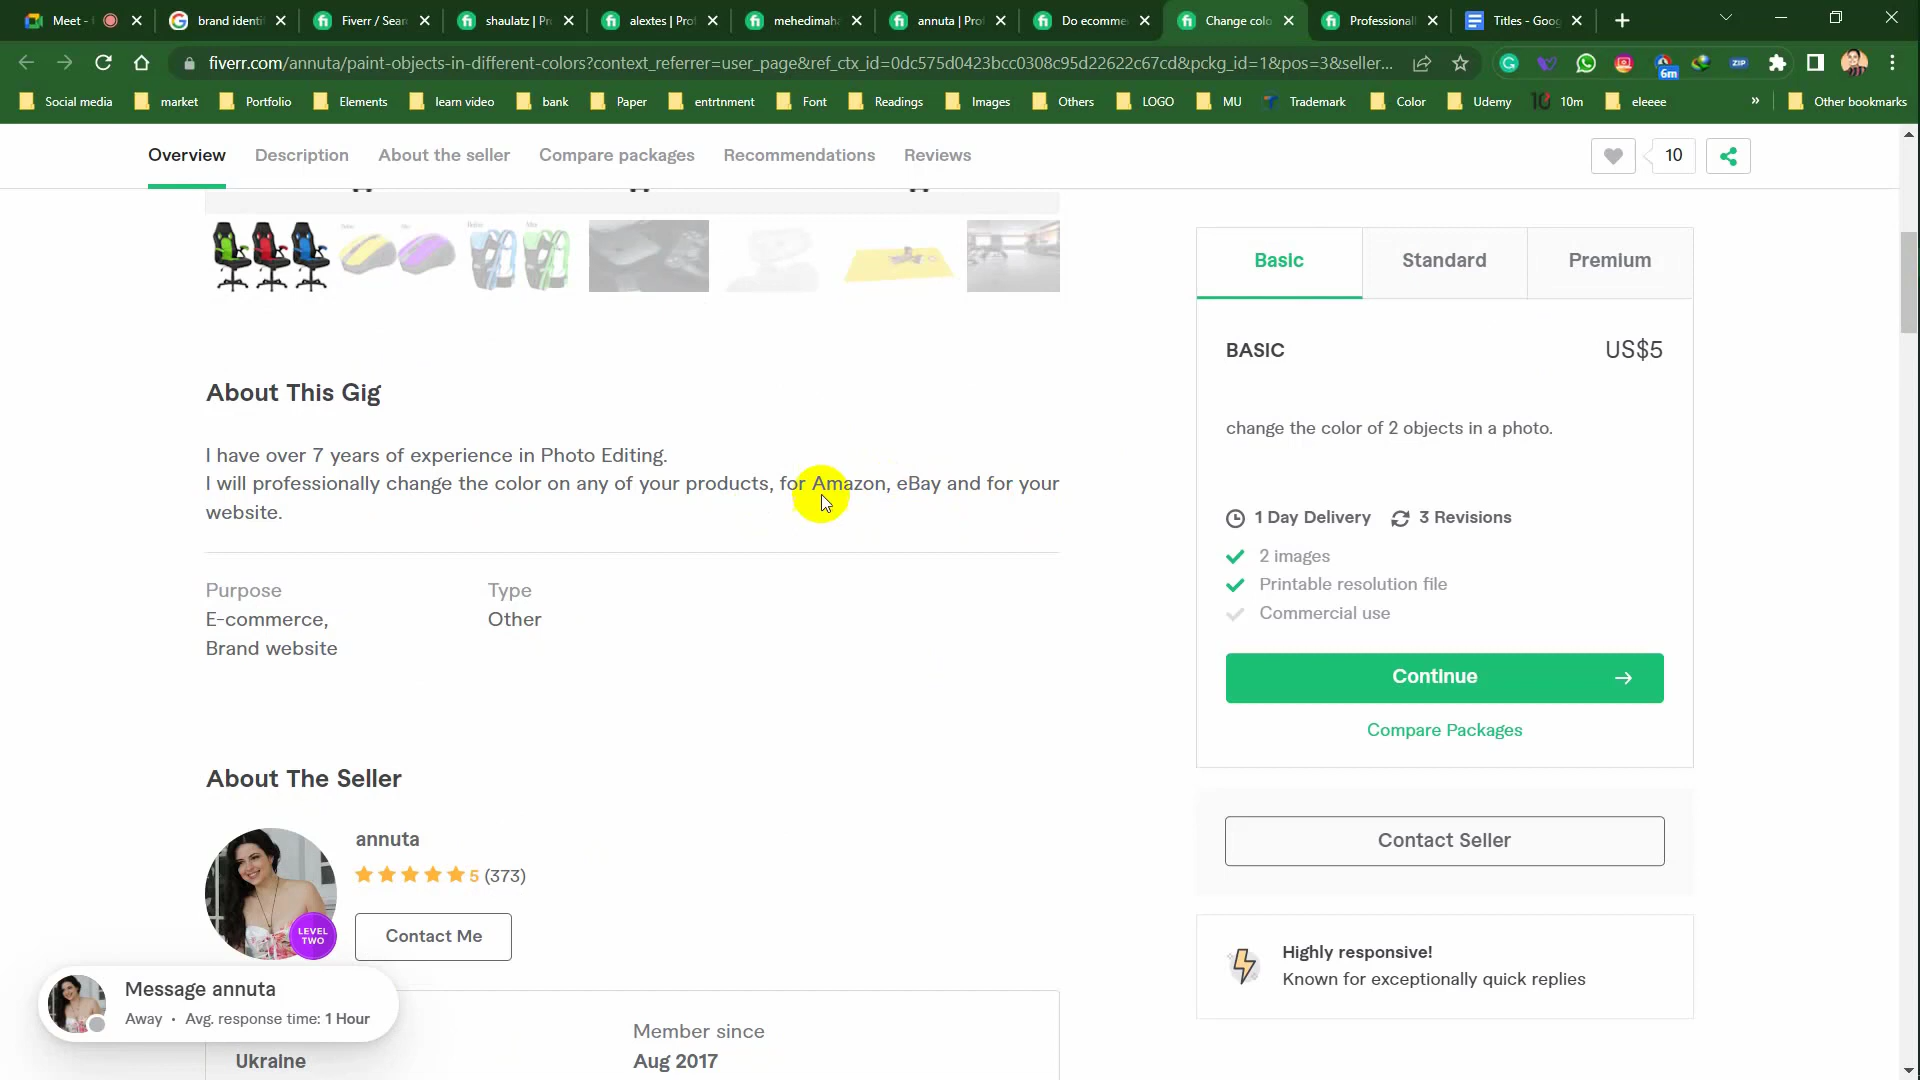 Meet -
brand identi
Fiverr / Sear
shaulatz | Pr
alextes | Prof
mehedimaha
annuta | Prof
Do ecomme
Change colo
Professionall
Titles - Goog
fiverr.com/annuta/paint-objects-in-different-colors?context_referrer=user_page&ref_ctx_id=0dc575d0423bcc0308c95d22622c67cd&pckg_id=1&pos=3&seller...
6m
ZIP
Social media
market
Portfolio
Elements
learn video
bank
Paper
entrtnment
Font
Readings
Images
Others
LOGO
MU
Trademark
Color
Udemy
10m
eleeee
»
Other bookmarks
Overview
Description
About the seller
Compare packages
Recommendations
Reviews
10
Basic
Standard
Premium
BASIC
US$5
change the color of 2 objects in a photo.
1 Day Delivery
3 Revisions
2 images
Printable resolution file
Commercial use
Continue
Compare Packages
Contact Seller
Highly responsive!
Known for exceptionally quick replies
About This Gig
I have over 7 years of experience in Photo Editing.
I will professionally change the color on any of your products, for Amazon, eBay and for your
website.
Purpose
Type
E-commerce,
Other
Brand website
About The Seller
annuta
5 (373)
LEVEL
TWO
Contact Me
Message annuta
Away • Avg. response time: 1 Hour
Member since
Ukraine
Aug 2017